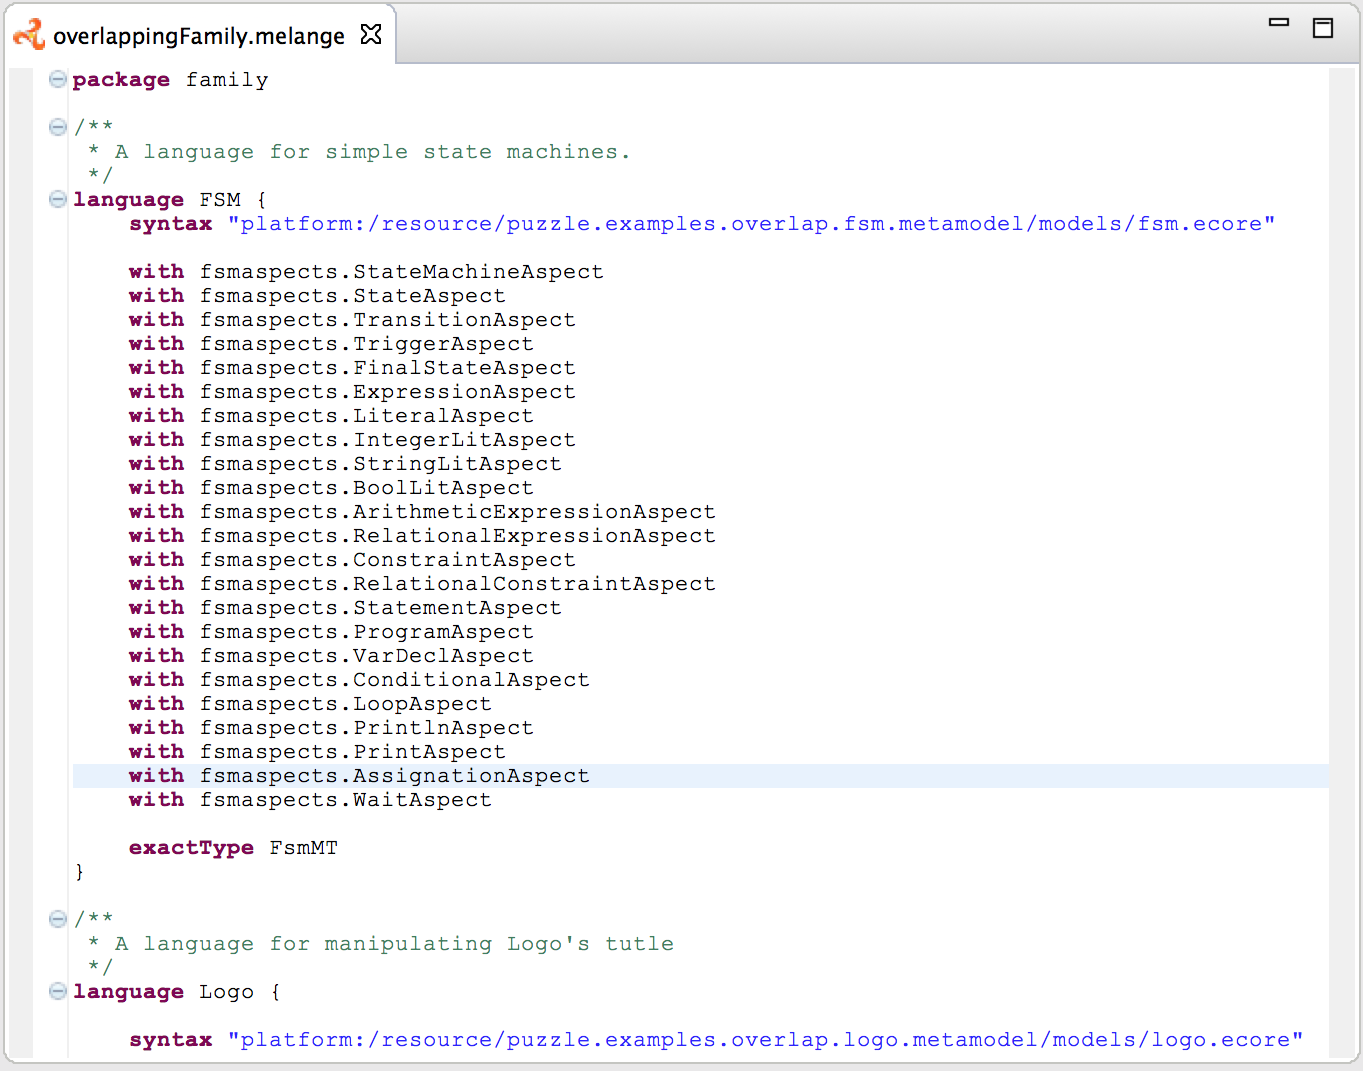 overlappingFamily.melange
package family
/**
 * A language for simple state machines.
 */
language FSM {
    syntax "platform:/resource/puzzle.examples.overlap.fsm.metamodel/models/fsm.ecore"
    with fsmaspects.StateMachineAspect
    with fsmaspects.StateAspect
    with fsmaspects.TransitionAspect
    with fsmaspects.TriggerAspect
    with fsmaspects.FinalStateAspect
    with fsmaspects.ExpressionAspect
    with fsmaspects.LiteralAspect
    with fsmaspects.IntegerLitAspect
    with fsmaspects.StringLitAspect
    with fsmaspects.BoolLitAspect
    with fsmaspects.ArithmeticExpressionAspect
    with fsmaspects.RelationalExpressionAspect
    with fsmaspects.ConstraintAspect
    with fsmaspects.RelationalConstraintAspect
    with fsmaspects.StatementAspect
    with fsmaspects.ProgramAspect
    with fsmaspects.VarDeclAspect
    with fsmaspects.ConditionalAspect
    with fsmaspects.LoopAspect
    with fsmaspects.PrintlnAspect
    with fsmaspects.PrintAspect
    with fsmaspects.AssignationAspect
    with fsmaspects.WaitAspect
    exactType FsmMT
}
/**
 * A language for manipulating Logo's tutle
 */
language Logo {
    syntax "platform:/resource/puzzle.examples.overlap.logo.metamodel/models/logo.ecore"